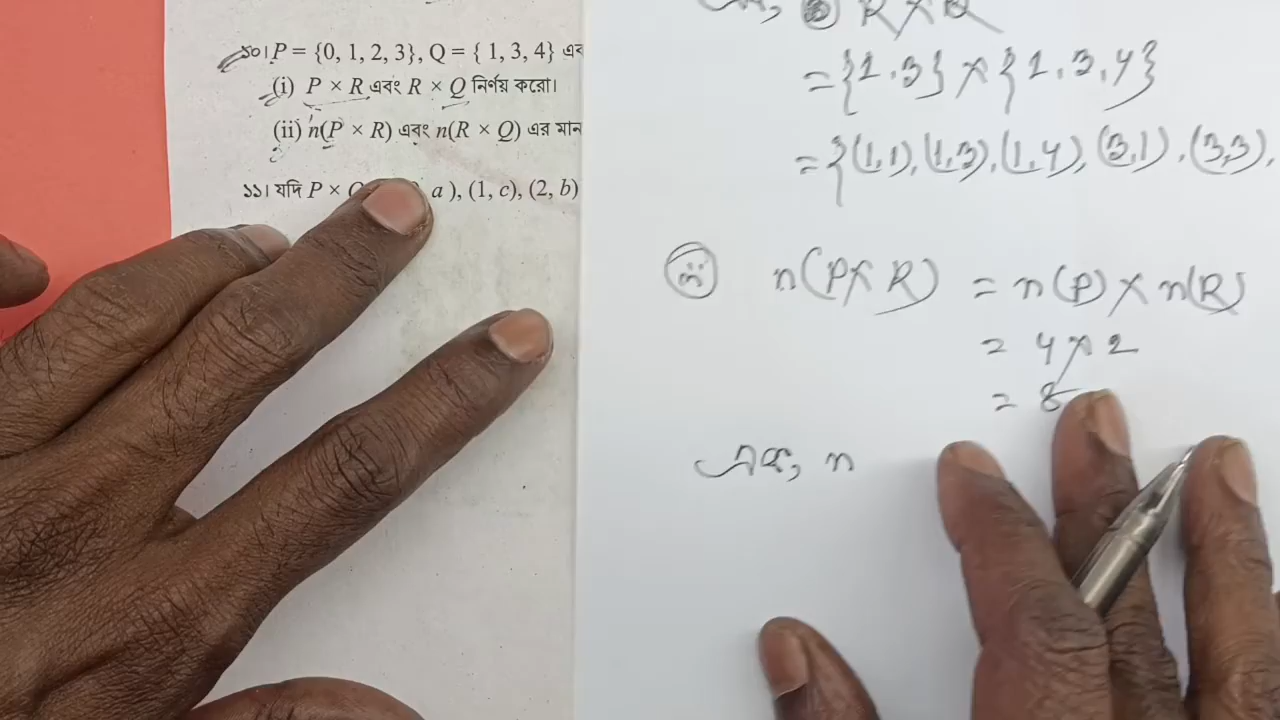 ১০। P = {0, 1, 2, 3}, Q = { 1, 3, 4}
(i) P × R এবং R × Q নির্ণয় করো।
(ii) n(P × R) এবং n(R × Q) এর মান
১১। যদি P × a ), (1, c), (2, b)
R × Q
= {1, 3} × {1, 3, 4}
= {(1,1), (1,3), (1,4), (3,1), (3,3),
(ii) n(P × R) = n(P) × n(R)
= 4 × 2
= 8
এবং, n